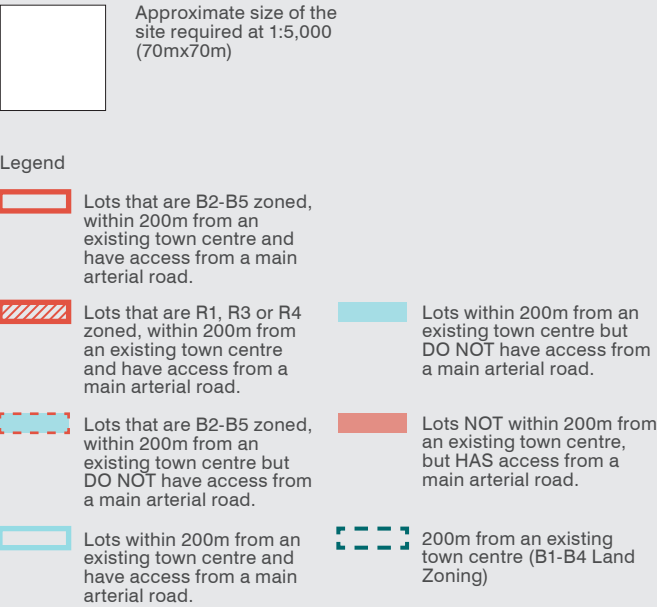 Approximate size of the
site required at 1:5,000
(70mx70m)
Legend
Lots that are B2-B5 zoned,
within 200m from an
existing town centre and
have access from a main
arterial road.
Lots that are R1, R3 or R4
zoned, within 200m from
an existing town centre
and have access from a
main arterial road.
Lots that are B2-B5 zoned,
within 200m from an
existing town centre but
DO NOT have access from
a main arterial road.
Lots within 200m from an
existing town centre and
have access from a main
arterial road.
Lots within 200m from an
existing town centre but
DO NOT have access from
a main arterial road.
Lots NOT within 200m from
an existing town centre,
but HAS access from a
main arterial road.
200m from an existing
town centre (B1-B4 Land
Zoning)